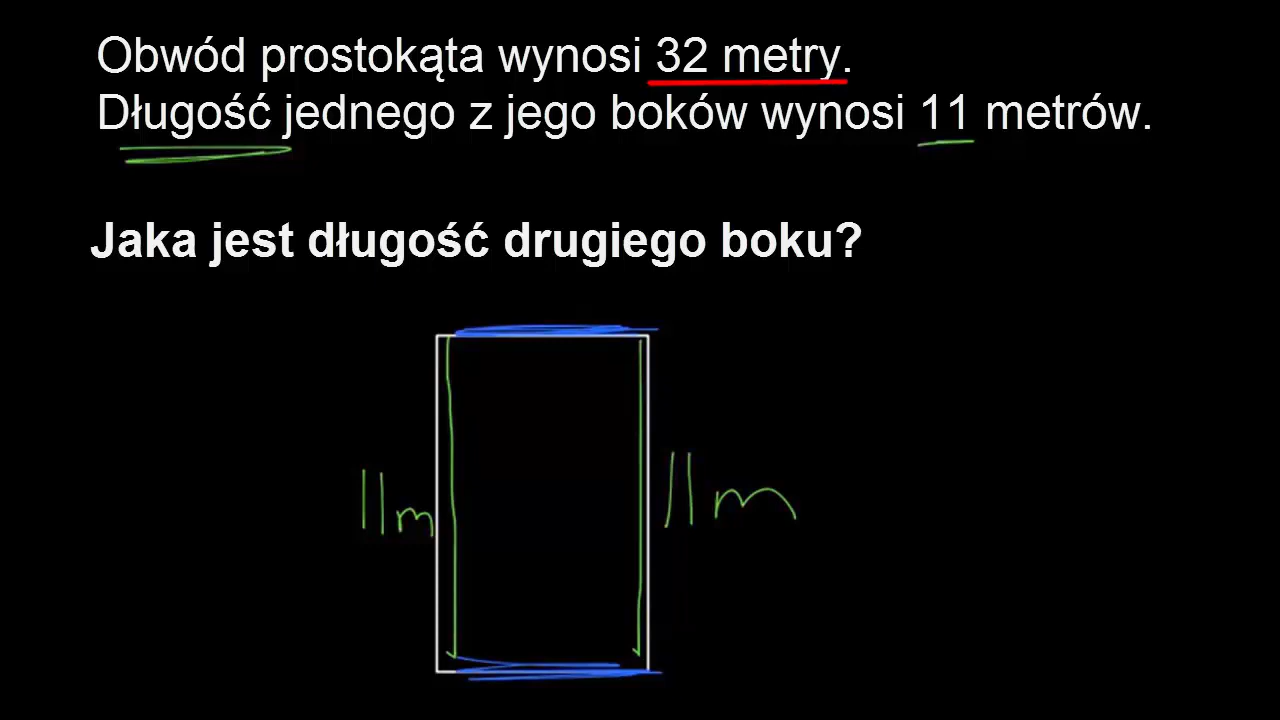 Obwód prostokąta wynosi 32 metry.
Długość jednego z jego boków wynosi 11 metrów.
Jaka jest długość drugiego boku?
11m
11m